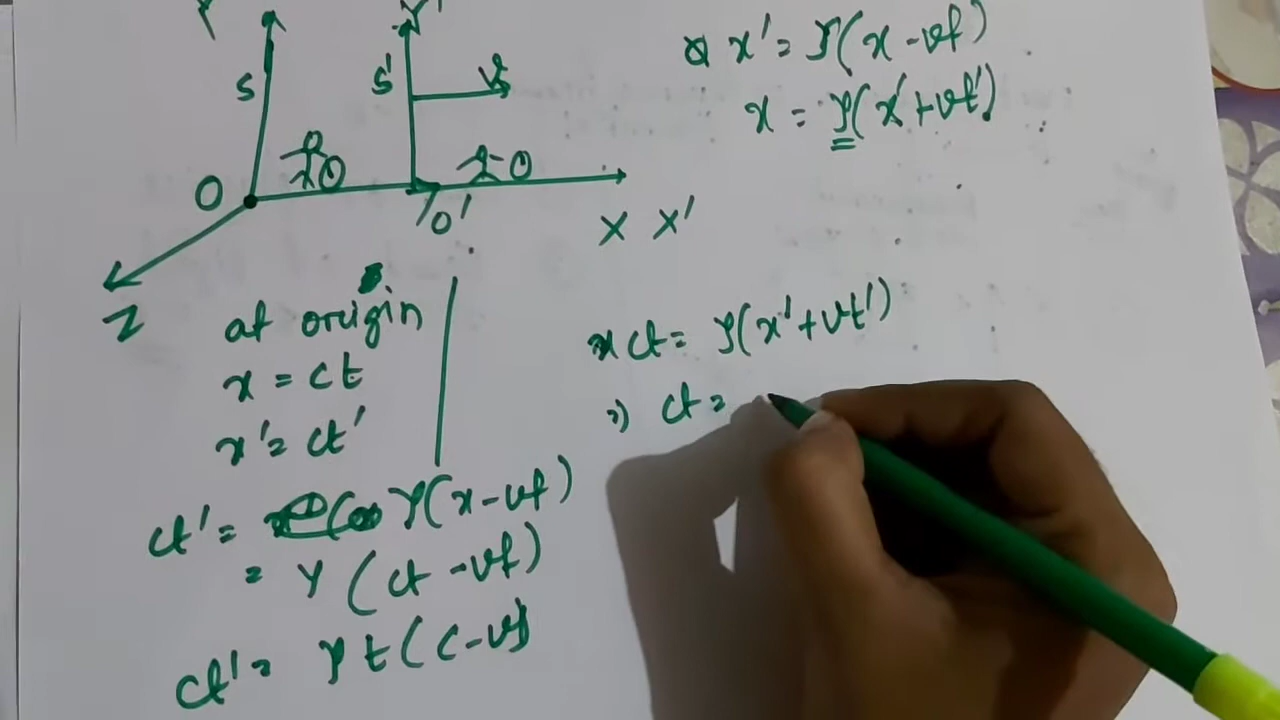 Y
Y'
S
S'
v
O
O'
X X'
Z
x' = γ(x - vt)
x = γ(x' + vt')
at origin
x = ct
x' = ct'
ct' = γ(x - vt)
= γ(ct - vt)
ct' = γt(c - v)
x ct = γ(x' + vt')
⇒ ct =